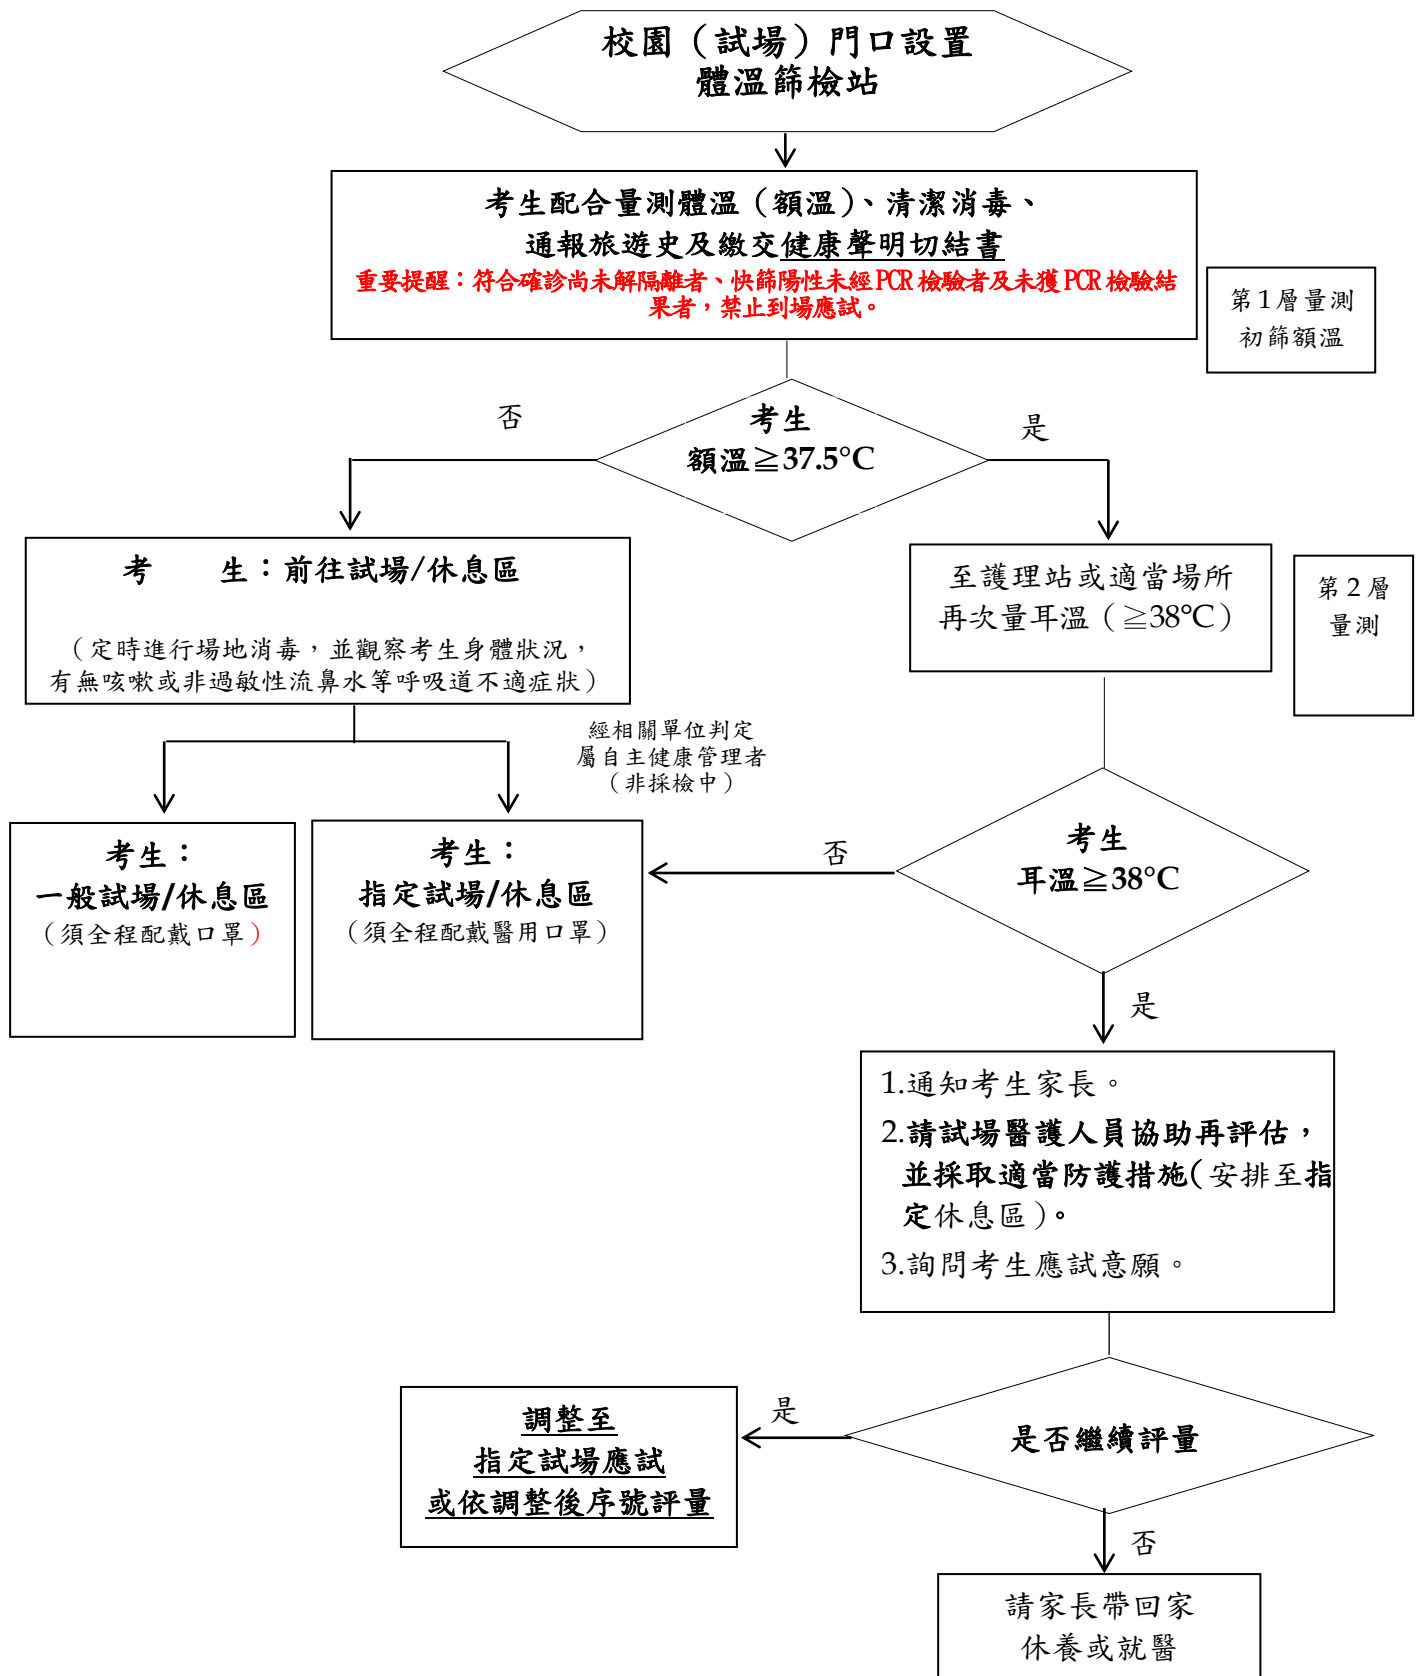 校園（試場）門口設置
體溫篩檢站
考生配合量測體溫（額溫）、清潔消毒、
通報旅遊史及繳交健康聲明切結書
重要提醒：符合確診尚未解隔離者、快篩陽性未經PCR檢驗者及未獲PCR檢驗結
果者，禁止到場應試。
第1層量測
初篩額溫
否
考生
額溫≧37.5°C
是
考　　生：前往試場/休息區
（定時進行場地消毒，並觀察考生身體狀況，
有無咳嗽或非過敏性流鼻水等呼吸道不適症狀）
至護理站或適當場所
再次量耳溫（≧38°C）
第2層
量測
經相關單位判定
屬自主健康管理者
（非採檢中）
考生：
一般試場/休息區
（須全程配戴口罩）
考生：
指定試場/休息區
（須全程配戴醫用口罩）
否
考生
耳溫≧38°C
是
1.通知考生家長。
2.請試場醫護人員協助再評估，
並採取適當防護措施(安排至指
定休息區)。
3.詢問考生應試意願。
調整至
指定試場應試
或依調整後序號評量
是
是否繼續評量
否
請家長帶回家
休養或就醫